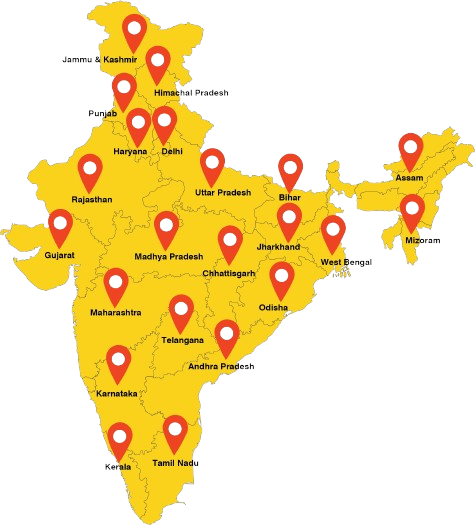 Jammu & Kashmir
Himachal Pradesh
Punjab
Haryana
Delhi
Uttar Pradesh
Bihar
Assam
Rajasthan
Mizoram
Gujarat
Madhya Pradesh
Jharkhand
West Bengal
Chhattisgarh
Maharashtra
Odisha
Telangana
Andhra Pradesh
Karnataka
Kerala
Tamil Nadu